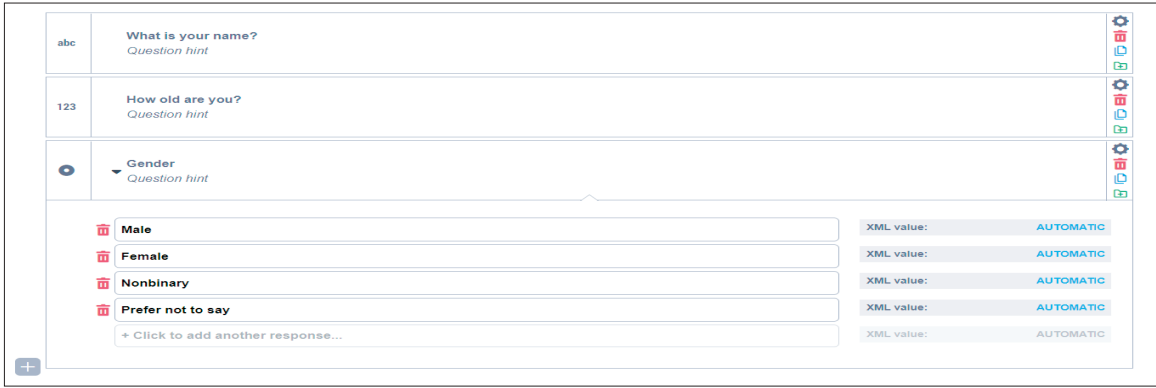 abc
What is your name?
Question hint
123
How old are you?
Question hint
Gender
Question hint
Male
XML value: AUTOMATIC
Female
XML value: AUTOMATIC
Nonbinary
XML value: AUTOMATIC
Prefer not to say
XML value: AUTOMATIC
+ Click to add another response...
XML value: AUTOMATIC